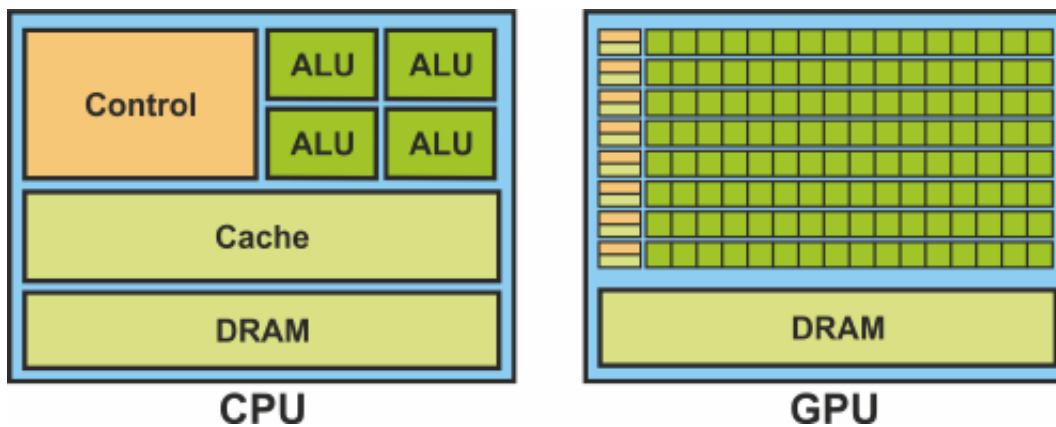 Control
ALU ALU
ALU ALU
Cache
DRAM
CPU
DRAM
GPU